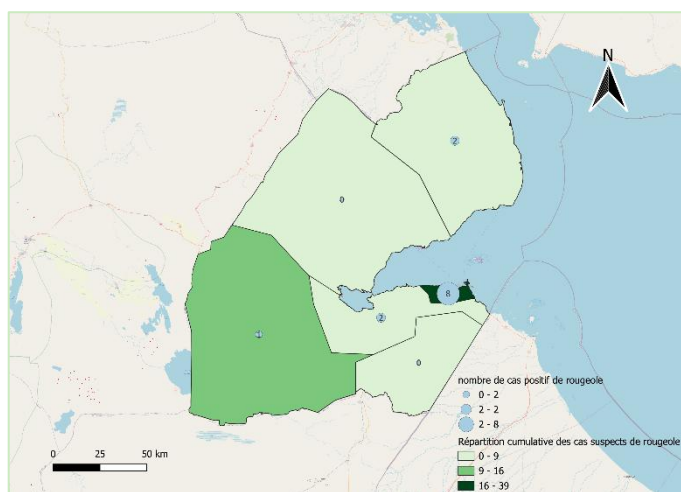 N
2
0
8
2
0
nombre de cas positif de rougeole
0 - 2
2 - 2
2 - 8
Répartition cumulative des cas suspects de rougeole
0 - 9
9 - 16
16 - 39
0 25 50 km